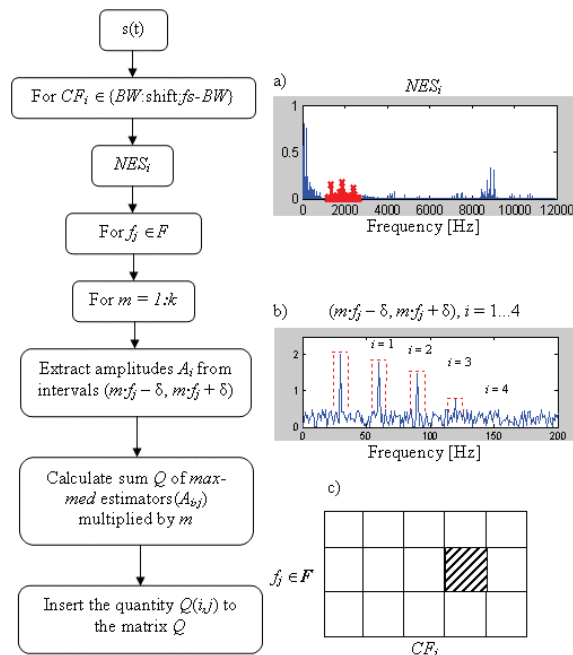 s(t)
For CFi ∈{BW:shift:fs-BW}
NESi
For fj ∈ F
For m = 1:k
Extract amplitudes Ai from
intervals (m·fj – δ, m·fj + δ)
Calculate sum Q of max-
med estimators(Ai,j)
multiplied by m
Insert the quantity Q(i,j) to
the matrix Q
a)
NESi
1
0.5
0
0 2000 4000 6000 8000 10000 12000
Frequency [Hz]
b) (m·fj – δ, m·fj + δ), i = 1...4
i = 1
i = 2
i = 3
i = 4
2
1
0
0 50 100 150 200
Frequency [Hz]
c)
fj ∈ F
CFi